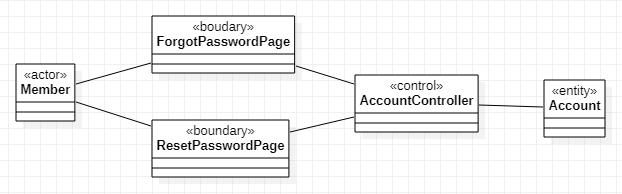 «boudary»
ForgotPasswordPage
«actor»
Member
«control»
AccountController
«entity»
Account
«boundary»
ResetPasswordPage